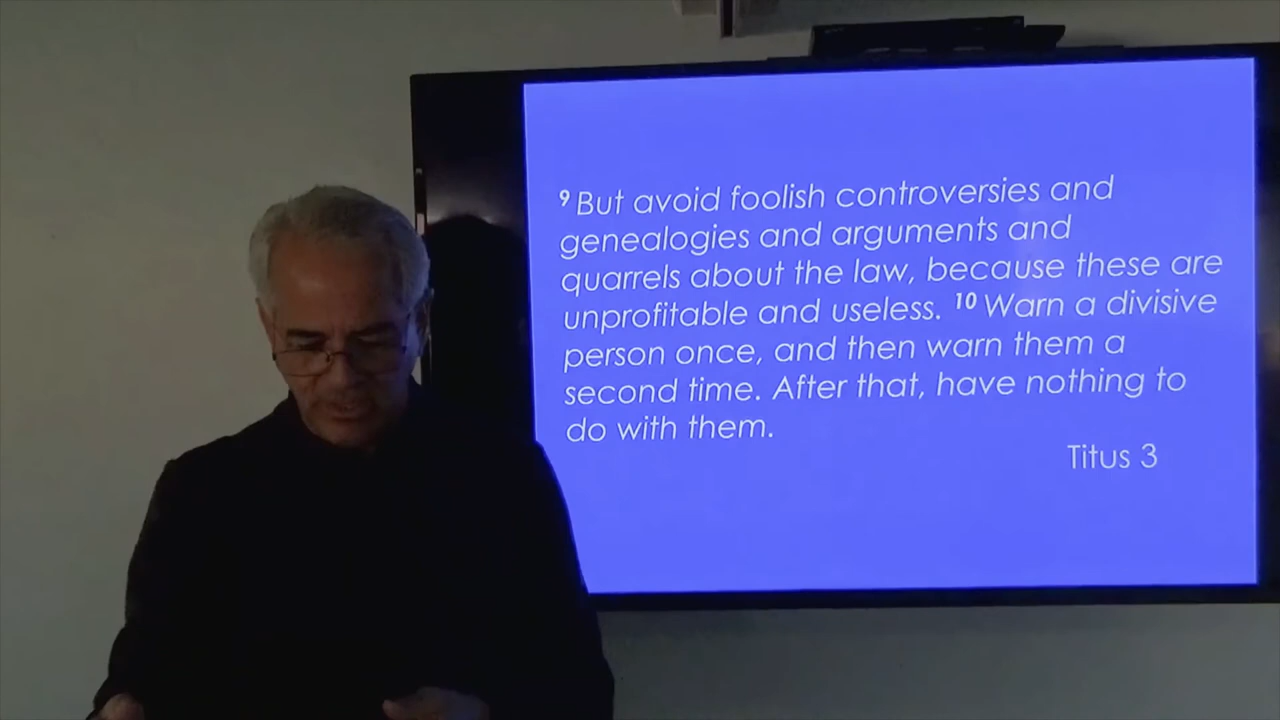 9 But avoid foolish controversies and
genealogies and arguments and
quarrels about the law, because these are
unprofitable and useless. 10 Warn a divisive
person once, and then warn them a
second time. After that, have nothing to
do with them.
Titus 3